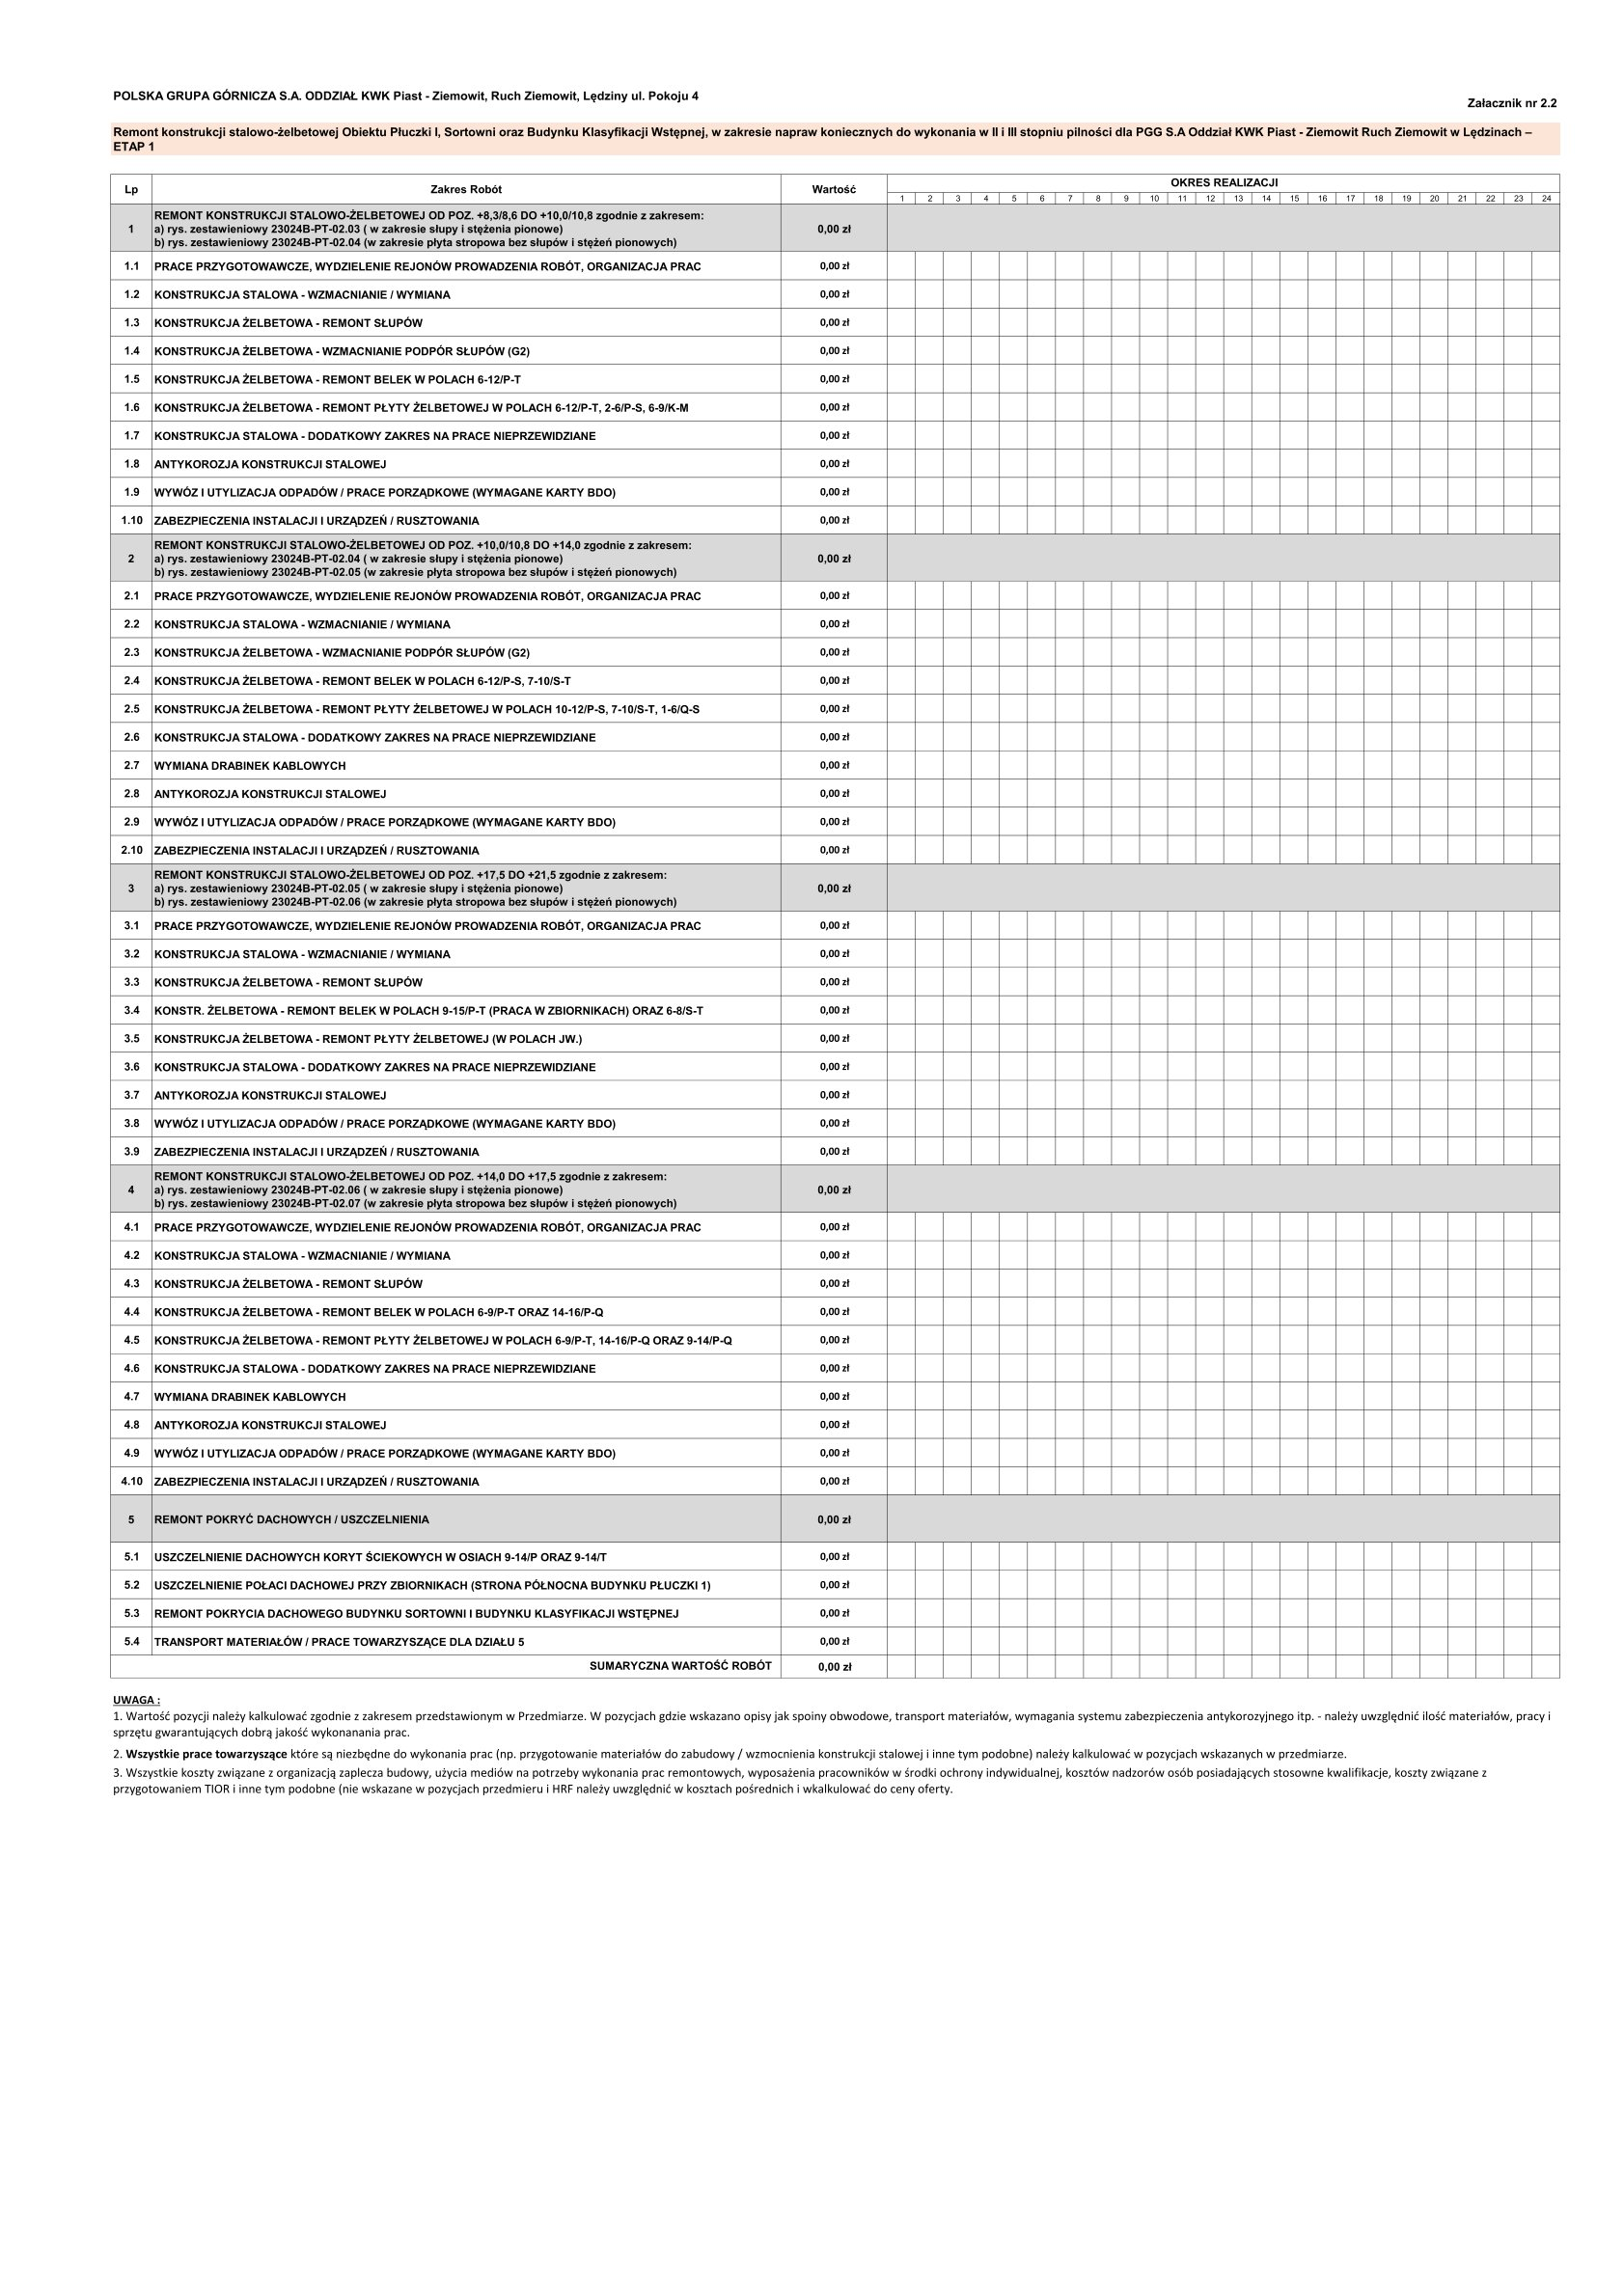 POLSKA GRUPA GÓRNICZA S.A. ODDZIAŁ KWK Piast - Ziemowit, Ruch Ziemowit, Lędziny ul. Pokoju 4
Załacznik nr 2.2
Remont konstrukcji stalowo-żelbetowej Obiektu Płuczki I, Sortowni oraz Budynku Klasyfikacji Wstępnej, w zakresie napraw koniecznych do wykonania w II i III stopniu pilności dla PGG S.A Oddział KWK Piast - Ziemowit Ruch Ziemowit w Lędzinach –
ETAP 1
Lp Zakres Robót Wartość OKRES REALIZACJI
1 2 3 4 5 6 7 8 9 10 11 12 13 14 15 16 17 18 19 20 21 22 23 24
REMONT KONSTRUKCJI STALOWO-ŻELBETOWEJ OD POZ. +8,3/8,6 DO +10,0/10,8 zgodnie z zakresem:
1 a) rys. zestawieniowy 23024B-PT-02.03 ( w zakresie słupy i stężenia pionowe) 0,00 zł
b) rys. zestawieniowy 23024B-PT-02.04 (w zakresie płyta stropowa bez słupów i stężeń pionowych)
1.1 PRACE PRZYGOTOWAWCZE, WYDZIELENIE REJONÓW PROWADZENIA ROBÓT, ORGANIZACJA PRAC 0,00 zł
1.2 KONSTRUKCJA STALOWA - WZMACNIANIE / WYMIANA 0,00 zł
1.3 KONSTRUKCJA ŻELBETOWA - REMONT SŁUPÓW 0,00 zł
1.4 KONSTRUKCJA ŻELBETOWA - WZMACNIANIE PODPÓR SŁUPÓW (G2) 0,00 zł
1.5 KONSTRUKCJA ŻELBETOWA - REMONT BELEK W POLACH 6-12/P-T 0,00 zł
1.6 KONSTRUKCJA ŻELBETOWA - REMONT PŁYTY ŻELBETOWEJ W POLACH 6-12/P-T, 2-6/P-S, 6-9/K-M 0,00 zł
1.7 KONSTRUKCJA STALOWA - DODATKOWY ZAKRES NA PRACE NIEPRZEWIDZIANE 0,00 zł
1.8 ANTYKOROZJA KONSTRUKCJI STALOWEJ 0,00 zł
1.9 WYWÓZ I UTYLIZACJA ODPADÓW / PRACE PORZĄDKOWE (WYMAGANE KARTY BDO) 0,00 zł
1.10 ZABEZPIECZENIA INSTALACJI I URZĄDZEŃ / RUSZTOWANIA 0,00 zł
REMONT KONSTRUKCJI STALOWO-ŻELBETOWEJ OD POZ. +10,0/10,8 DO +14,0 zgodnie z zakresem:
2 a) rys. zestawieniowy 23024B-PT-02.04 ( w zakresie słupy i stężenia pionowe) 0,00 zł
b) rys. zestawieniowy 23024B-PT-02.05 (w zakresie płyta stropowa bez słupów i stężeń pionowych)
2.1 PRACE PRZYGOTOWAWCZE, WYDZIELENIE REJONÓW PROWADZENIA ROBÓT, ORGANIZACJA PRAC 0,00 zł
2.2 KONSTRUKCJA STALOWA - WZMACNIANIE / WYMIANA 0,00 zł
2.3 KONSTRUKCJA ŻELBETOWA - WZMACNIANIE PODPÓR SŁUPÓW (G2) 0,00 zł
2.4 KONSTRUKCJA ŻELBETOWA - REMONT BELEK W POLACH 6-12/P-S, 7-10/S-T 0,00 zł
2.5 KONSTRUKCJA ŻELBETOWA - REMONT PŁYTY ŻELBETOWEJ W POLACH 10-12/P-S, 7-10/S-T, 1-6/Q-S 0,00 zł
2.6 KONSTRUKCJA STALOWA - DODATKOWY ZAKRES NA PRACE NIEPRZEWIDZIANE 0,00 zł
2.7 WYMIANA DRABINEK KABLOWYCH 0,00 zł
2.8 ANTYKOROZJA KONSTRUKCJI STALOWEJ 0,00 zł
2.9 WYWÓZ I UTYLIZACJA ODPADÓW / PRACE PORZĄDKOWE (WYMAGANE KARTY BDO) 0,00 zł
2.10 ZABEZPIECZENIA INSTALACJI I URZĄDZEŃ / RUSZTOWANIA 0,00 zł
REMONT KONSTRUKCJI STALOWO-ŻELBETOWEJ OD POZ. +17,5 DO +21,5 zgodnie z zakresem:
3 a) rys. zestawieniowy 23024B-PT-02.05 ( w zakresie słupy i stężenia pionowe) 0,00 zł
b) rys. zestawieniowy 23024B-PT-02.06 (w zakresie płyta stropowa bez słupów i stężeń pionowych)
3.1 PRACE PRZYGOTOWAWCZE, WYDZIELENIE REJONÓW PROWADZENIA ROBÓT, ORGANIZACJA PRAC 0,00 zł
3.2 KONSTRUKCJA STALOWA - WZMACNIANIE / WYMIANA 0,00 zł
3.3 KONSTRUKCJA ŻELBETOWA - REMONT SŁUPÓW 0,00 zł
3.4 KONSTR. ŻELBETOWA - REMONT BELEK W POLACH 9-15/P-T (PRACA W ZBIORNIKACH) ORAZ 6-8/S-T 0,00 zł
3.5 KONSTRUKCJA ŻELBETOWA - REMONT PŁYTY ŻELBETOWEJ (W POLACH JW.) 0,00 zł
3.6 KONSTRUKCJA STALOWA - DODATKOWY ZAKRES NA PRACE NIEPRZEWIDZIANE 0,00 zł
3.7 ANTYKOROZJA KONSTRUKCJI STALOWEJ 0,00 zł
3.8 WYWÓZ I UTYLIZACJA ODPADÓW / PRACE PORZĄDKOWE (WYMAGANE KARTY BDO) 0,00 zł
3.9 ZABEZPIECZENIA INSTALACJI I URZĄDZEŃ / RUSZTOWANIA 0,00 zł
REMONT KONSTRUKCJI STALOWO-ŻELBETOWEJ OD POZ. +14,0 DO +17,5 zgodnie z zakresem:
4 a) rys. zestawieniowy 23024B-PT-02.06 ( w zakresie słupy i stężenia pionowe) 0,00 zł
b) rys. zestawieniowy 23024B-PT-02.07 (w zakresie płyta stropowa bez słupów i stężeń pionowych)
4.1 PRACE PRZYGOTOWAWCZE, WYDZIELENIE REJONÓW PROWADZENIA ROBÓT, ORGANIZACJA PRAC 0,00 zł
4.2 KONSTRUKCJA STALOWA - WZMACNIANIE / WYMIANA 0,00 zł
4.3 KONSTRUKCJA ŻELBETOWA - REMONT SŁUPÓW 0,00 zł
4.4 KONSTRUKCJA ŻELBETOWA - REMONT BELEK W POLACH 6-9/P-T ORAZ 14-16/P-Q 0,00 zł
4.5 KONSTRUKCJA ŻELBETOWA - REMONT PŁYTY ŻELBETOWEJ W POLACH 6-9/P-T, 14-16/P-Q ORAZ 9-14/P-Q 0,00 zł
4.6 KONSTRUKCJA STALOWA - DODATKOWY ZAKRES NA PRACE NIEPRZEWIDZIANE 0,00 zł
4.7 WYMIANA DRABINEK KABLOWYCH 0,00 zł
4.8 ANTYKOROZJA KONSTRUKCJI STALOWEJ 0,00 zł
4.9 WYWÓZ I UTYLIZACJA ODPADÓW / PRACE PORZĄDKOWE (WYMAGANE KARTY BDO) 0,00 zł
4.10 ZABEZPIECZENIA INSTALACJI I URZĄDZEŃ / RUSZTOWANIA 0,00 zł
5 REMONT POKRYĆ DACHOWYCH / USZCZELNIENIA 0,00 zł
5.1 USZCZELNIENIE DACHOWYCH KORYT ŚCIEKOWYCH W OSIACH 9-14/P ORAZ 9-14/T 0,00 zł
5.2 USZCZELNIENIE POŁACI DACHOWEJ PRZY ZBIORNIKACH (STRONA PÓŁNOCNA BUDYNKU PŁUCZKI 1) 0,00 zł
5.3 REMONT POKRYCIA DACHOWEGO BUDYNKU SORTOWNI I BUDYNKU KLASYFIKACJI WSTĘPNEJ 0,00 zł
5.4 TRANSPORT MATERIAŁÓW / PRACE TOWARZYSZĄCE DLA DZIAŁU 5 0,00 zł
SUMARYCZNA WARTOŚĆ ROBÓT 0,00 zł
UWAGA :
1. Wartość pozycji należy kalkulować zgodnie z zakresem przedstawionym w Przedmiarze. W pozycjach gdzie wskazano opisy jak spoiny obwodowe, transport materiałów, wymagania systemu zabezpieczenia antykorozyjnego itp. - należy uwzględnić ilość materiałów, pracy i
sprzętu gwarantujących dobrą jakość wykonanania prac.
2. Wszystkie prace towarzyszące które są niezbędne do wykonania prac (np. przygotowanie materiałów do zabudowy / wzmocnienia konstrukcji stalowej i inne tym podobne) należy kalkulować w pozycjach wskazanych w przedmiarze.
3. Wszystkie koszty związane z organizacją zaplecza budowy, użycia mediów na potrzeby wykonania prac remontowych, wyposażenia pracowników w środki ochrony indywidualnej, kosztów nadzorów osób posiadających stosowne kwalifikacje, koszty związane z
przygotowaniem TIOR i inne tym podobne (nie wskazane w pozycjach przedmieru i HRF należy uwzględnić w kosztach pośrednich i wkalkulować do ceny oferty.